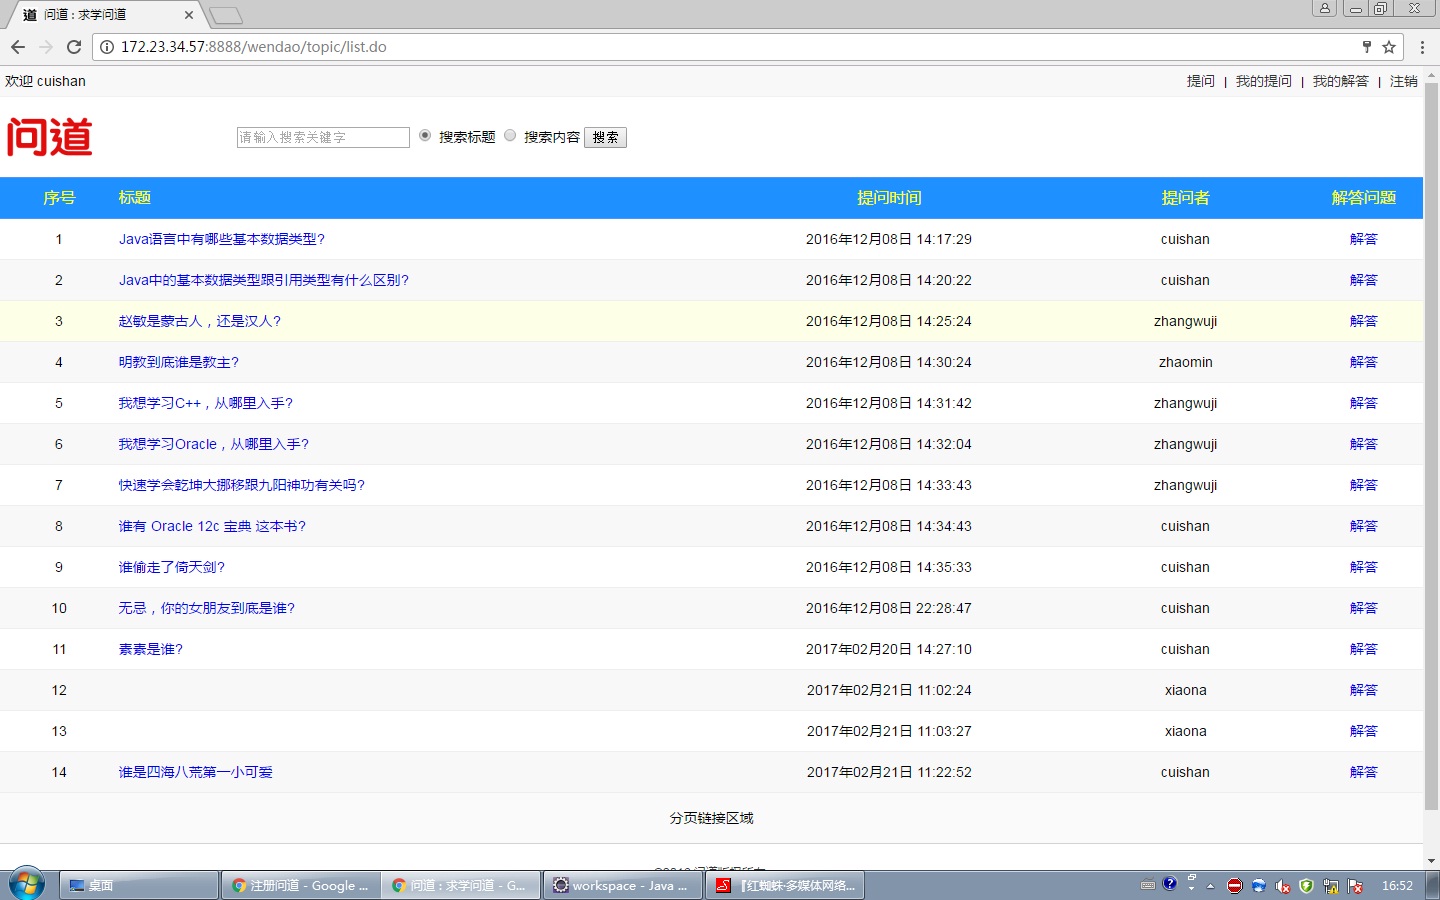 道 问道 : 求学问道
172.23.34.57:8888/wendao/topic/list.do
欢迎 cuishan 提问 | 我的提问 | 我的解答 | 注销
问道 请输入搜索关键字 搜索标题 搜索内容 搜索
序号 标题 提问时间 提问者 解答问题
1 Java语言中有哪些基本数据类型? 2016年12月08日 14:17:29 cuishan 解答
2 Java中的基本数据类型跟引用类型有什么区别? 2016年12月08日 14:20:22 cuishan 解答
3 赵敏是蒙古人，还是汉人? 2016年12月08日 14:25:24 zhangwuji 解答
4 明教到底谁是教主? 2016年12月08日 14:30:24 zhaomin 解答
5 我想学习C++，从哪里入手? 2016年12月08日 14:31:42 zhangwuji 解答
6 我想学习Oracle，从哪里入手? 2016年12月08日 14:32:04 zhangwuji 解答
7 快速学会乾坤大挪移跟九阳神功有关吗? 2016年12月08日 14:33:43 zhangwuji 解答
8 谁有 Oracle 12c 宝典 这本书? 2016年12月08日 14:34:43 cuishan 解答
9 谁偷走了倚天剑? 2016年12月08日 14:35:33 cuishan 解答
10 无忌，你的女朋友到底是谁? 2016年12月08日 22:28:47 cuishan 解答
11 素素是谁? 2017年02月20日 14:27:10 cuishan 解答
12 2017年02月21日 11:02:24 xiaona 解答
13 2017年02月21日 11:03:27 xiaona 解答
14 谁是四海八荒第一小可爱 2017年02月21日 11:22:52 cuishan 解答
分页链接区域
桌面 注册问道 - Google ... 问道 : 求学问道 - G... workspace - Java ... 『红蜘蛛·多媒体网络... 16:52